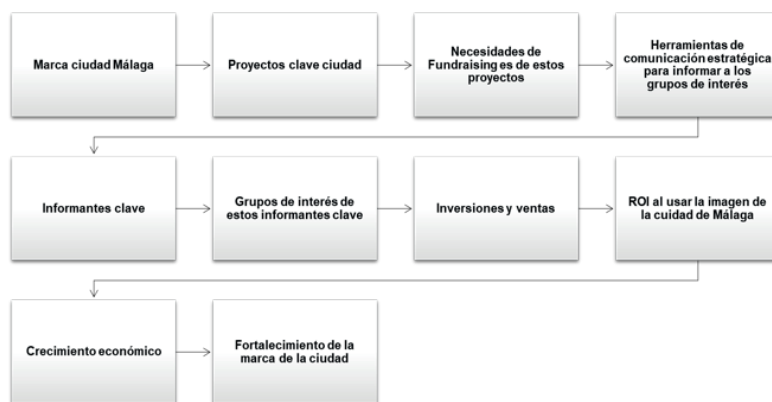 Marca ciudad Málaga
Proyectos clave ciudad
Necesidades de
Fundraising es de estos
proyectos
Herramientas de
comunicación estratégica
para informar a los
grupos de interés
Informantes clave
Grupos de interés de
estos informantes clave
Inversiones y ventas
ROI al usar la imagen de
la cuidad de Málaga
Crecimiento económico
Fortalecimiento de la
marca de la ciudad